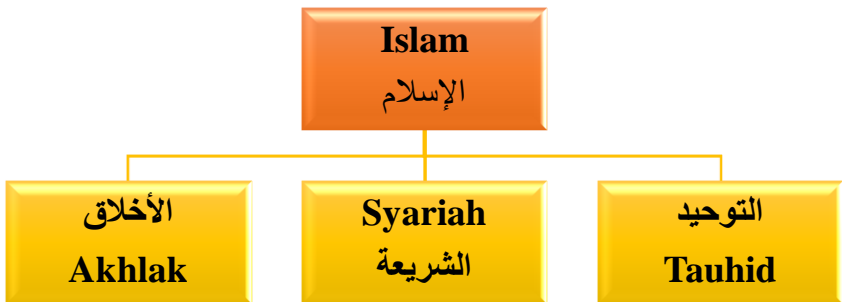 Islam
الإسلام
الأخلاق
Akhlak
Syariah
الشريعة
التوحيد
Tauhid